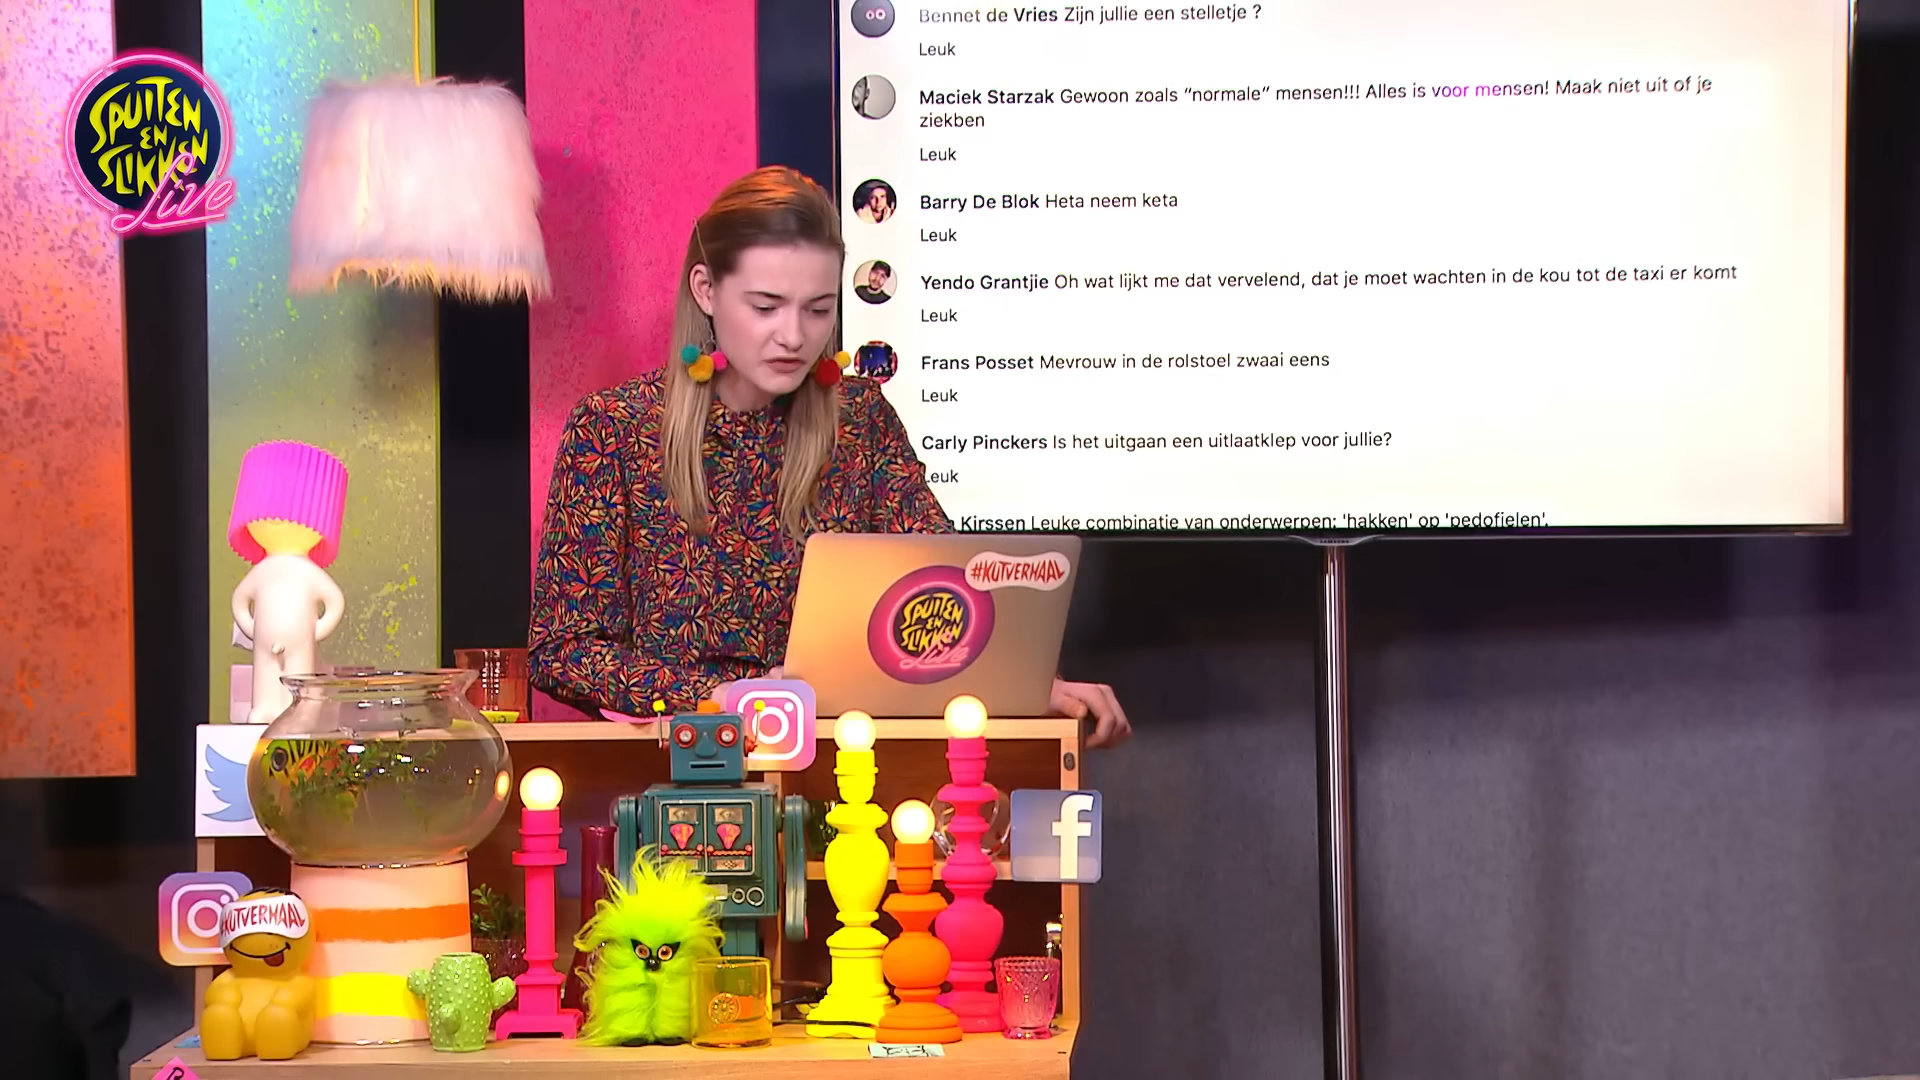 SPUITEN
EN
SLIKKEN
Live
Bennet de Vries Zijn jullie een stelletje ?
Leuk
Maciek Starzak Gewoon zoals “normale” mensen!!! Alles is voor mensen! Maak niet uit of je
ziekben
Leuk
Barry De Blok Heta neem keta
Leuk
Yendo Grantjie Oh wat lijkt me dat vervelend, dat je moet wachten in de kou tot de taxi er komt
Leuk
Frans Posset Mevrouw in de rolstoel zwaai eens
Leuk
Carly Pinckers Is het uitgaan een uitlaatklep voor jullie?
Leuk
Kirssen Leuke combinatie van onderwerpen: 'hakken' op 'pedofielen'.
#KUTVERHAAL
SPUITEN
EN
SLIKKEN
Live
f
#KUTVERHAAL